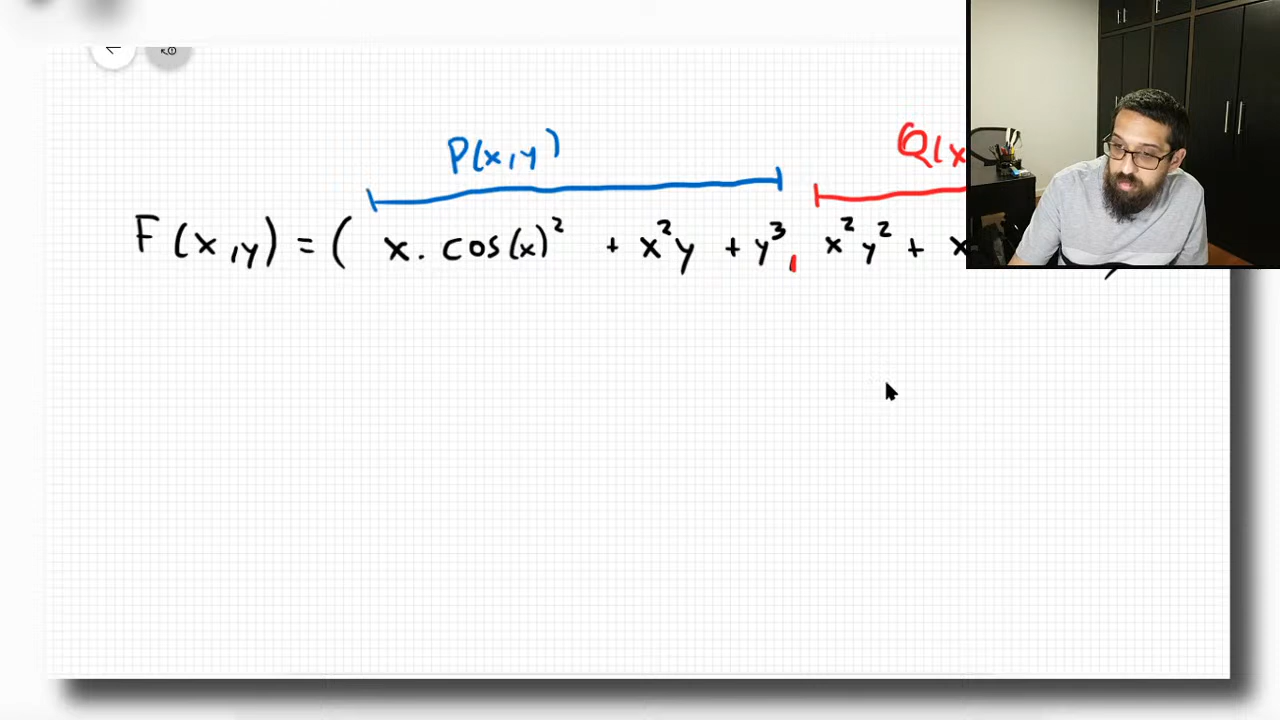 P(x,y) Q(x
F(x,y) = ( x. cos(x)² + x²y + y³, x²y² + x